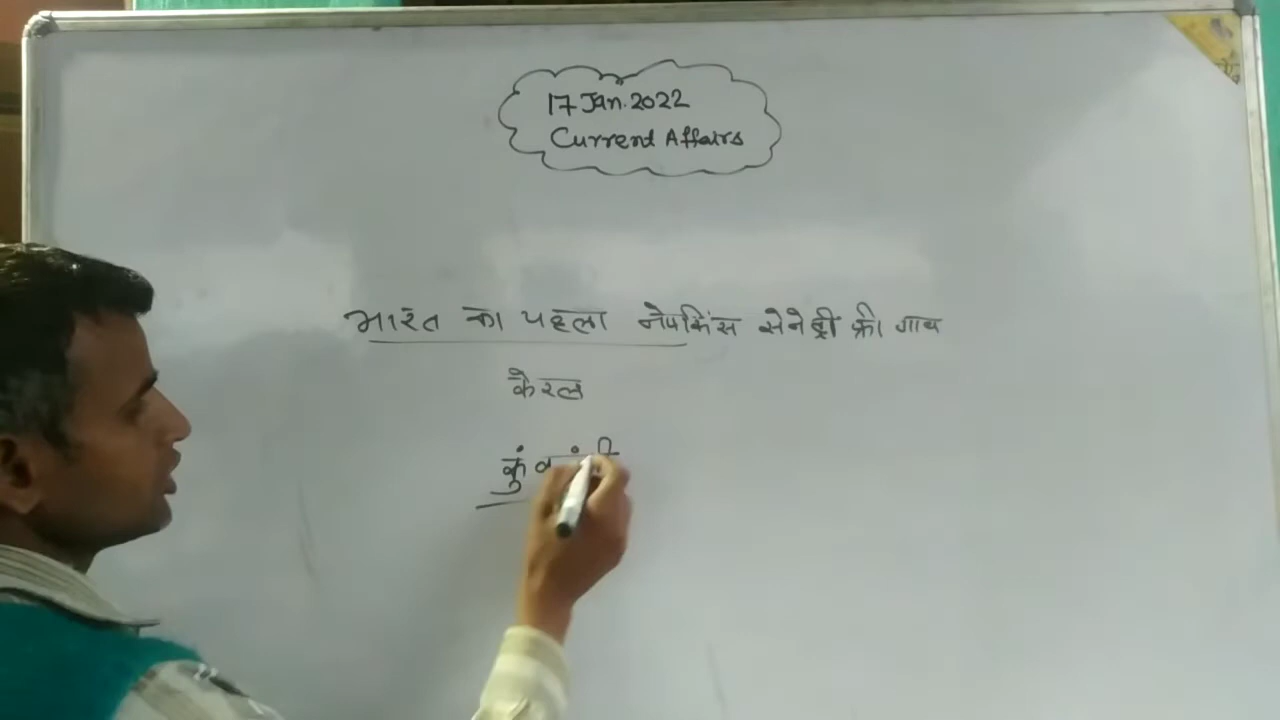 17 Jan. 2022
Current Affairs
भारत का पहला नेपकिंस सेनेट्री फ्री गाव
केरल